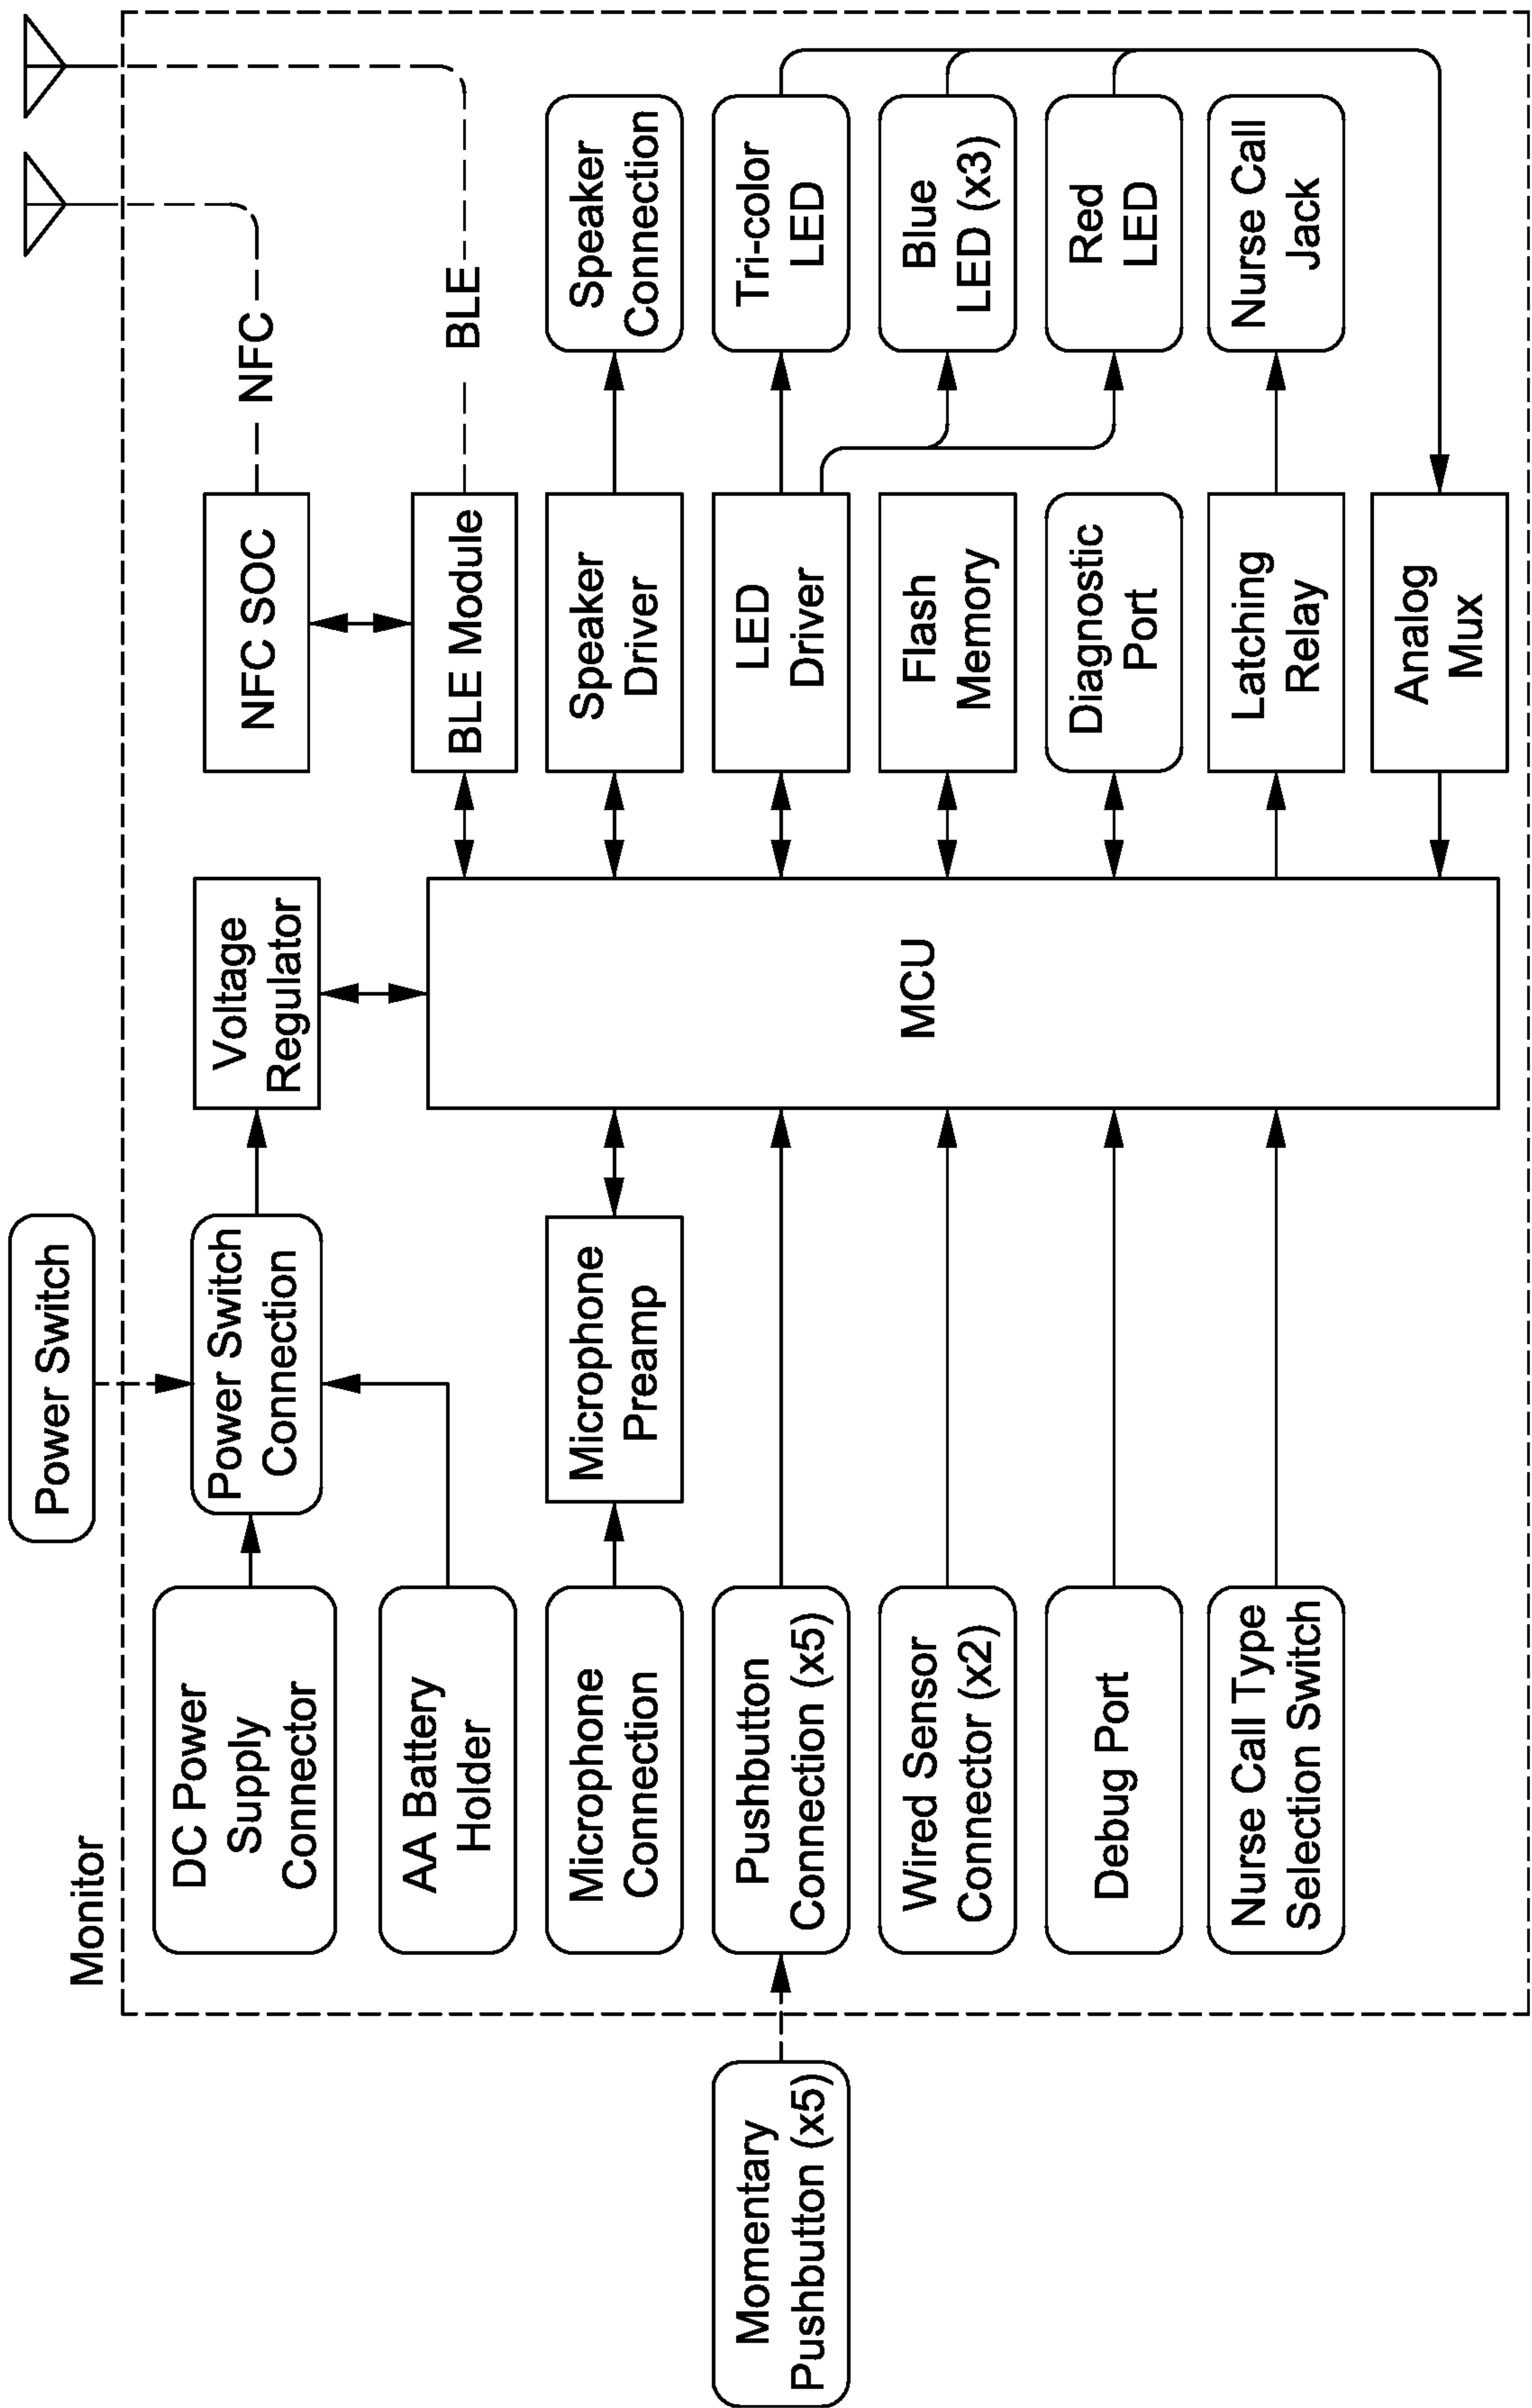 Power Switch
Monitor
DC Power
Supply
Connector
Power Switch
Connection
Voltage
Regulator
NFC SOC
NFC
AA Battery
Holder
BLE Module
BLE
Microphone
Connection
Microphone
Preamp
MCU
Speaker
Driver
Speaker
Connection
Momentary
Pushbutton (x5)
Pushbutton
Connection (x5)
LED
Driver
Tri-color
LED
Wired Sensor
Connector (x2)
Flash
Memory
Blue
LED (x3)
Debug Port
Diagnostic
Port
Red
LED
Nurse Call Type
Selection Switch
Latching
Relay
Nurse Call
Jack
Analog
Mux